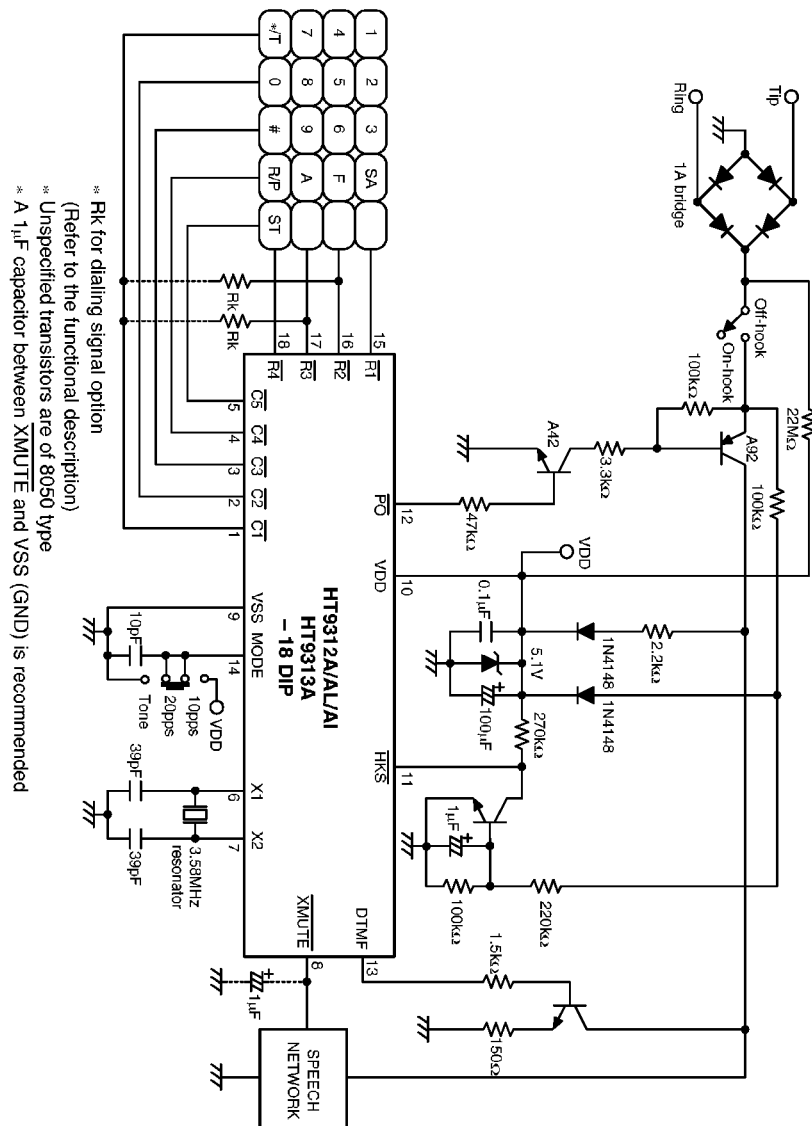 Tip
Ring
1A bridge
Off-hook
On-hook
22MΩ
100kΩ
A92
100kΩ
3.3kΩ
A42
47kΩ
VDD
0.1µF
5.1V
100µF
1N4148
2.2kΩ
1N4148
270kΩ
1µF
100kΩ
220kΩ
1.5kΩ
150Ω
1 2 3 SA
4 5 6 F
7 8 9 A
*/T 0 # R/P ST
Rk
Rk
15 R1
16 R2
17 R3
18 R4
12 PO
10 VDD
11 HKS
13 DTMF
HT9312A/AL/AI
HT9313A
– 18 DIP
C5 5
C4 4
C3 3
C2 2
C1 1
VSS 9
MODE 14
X1 6
X2 7
XMUTE 8
10pF
Tone
20pps
10pps
VDD
39pF
39pF
3.58MHz
resonator
1µF
SPEECH
NETWORK
* Rk for dialing signal option
(Refer to the functional description)
* Unspecified transistors are of 8050 type
* A 1µF capacitor between XMUTE and VSS (GND) is recommended